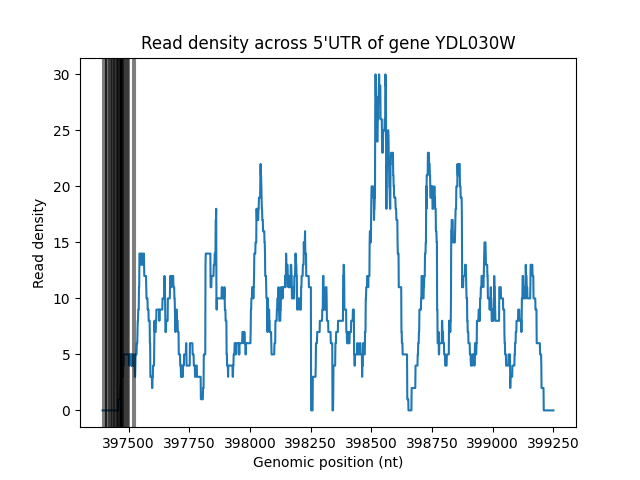 Read density across 5'UTR of gene YDL030W
30
25
20
15
10
5
0
Read density
397500 397750 398000 398250 398500 398750 399000 399250
Genomic position (nt)